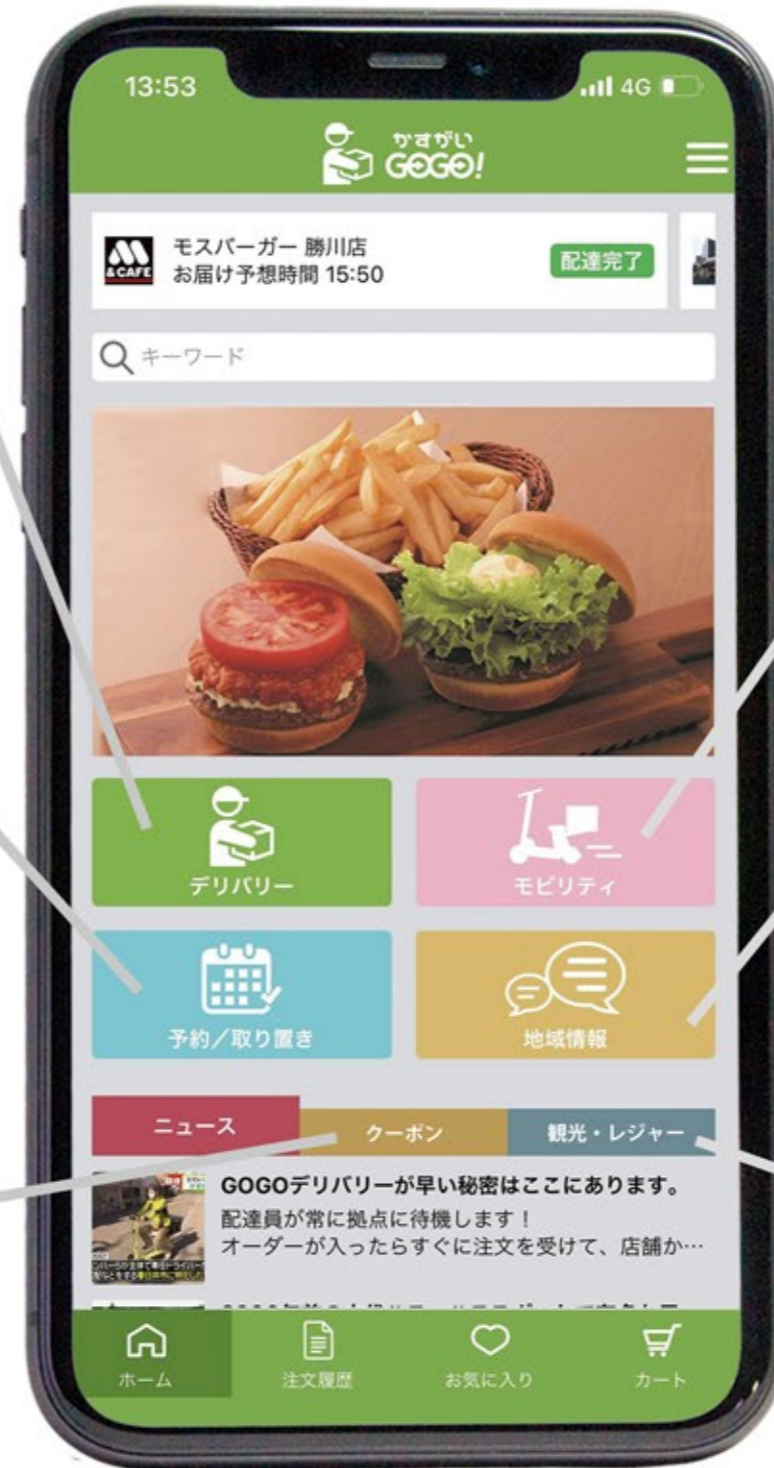 13:53
4G
かすがい
GOGO!
モスバーガー 勝川店
お届け予想時間 15:50
配達完了
& CAFE
キーワード
デリバリー
モビリティ
予約/取り置き
地域情報
ニュース
クーポン
観光・レジャー
GOGOデリバリーが早い秘密はここにあります。
配達員が常に拠点に待機します!
オーダーが入ったらすぐに注文を受けて、店舗か…
ホーム
注文履歴
お気に入り
カート